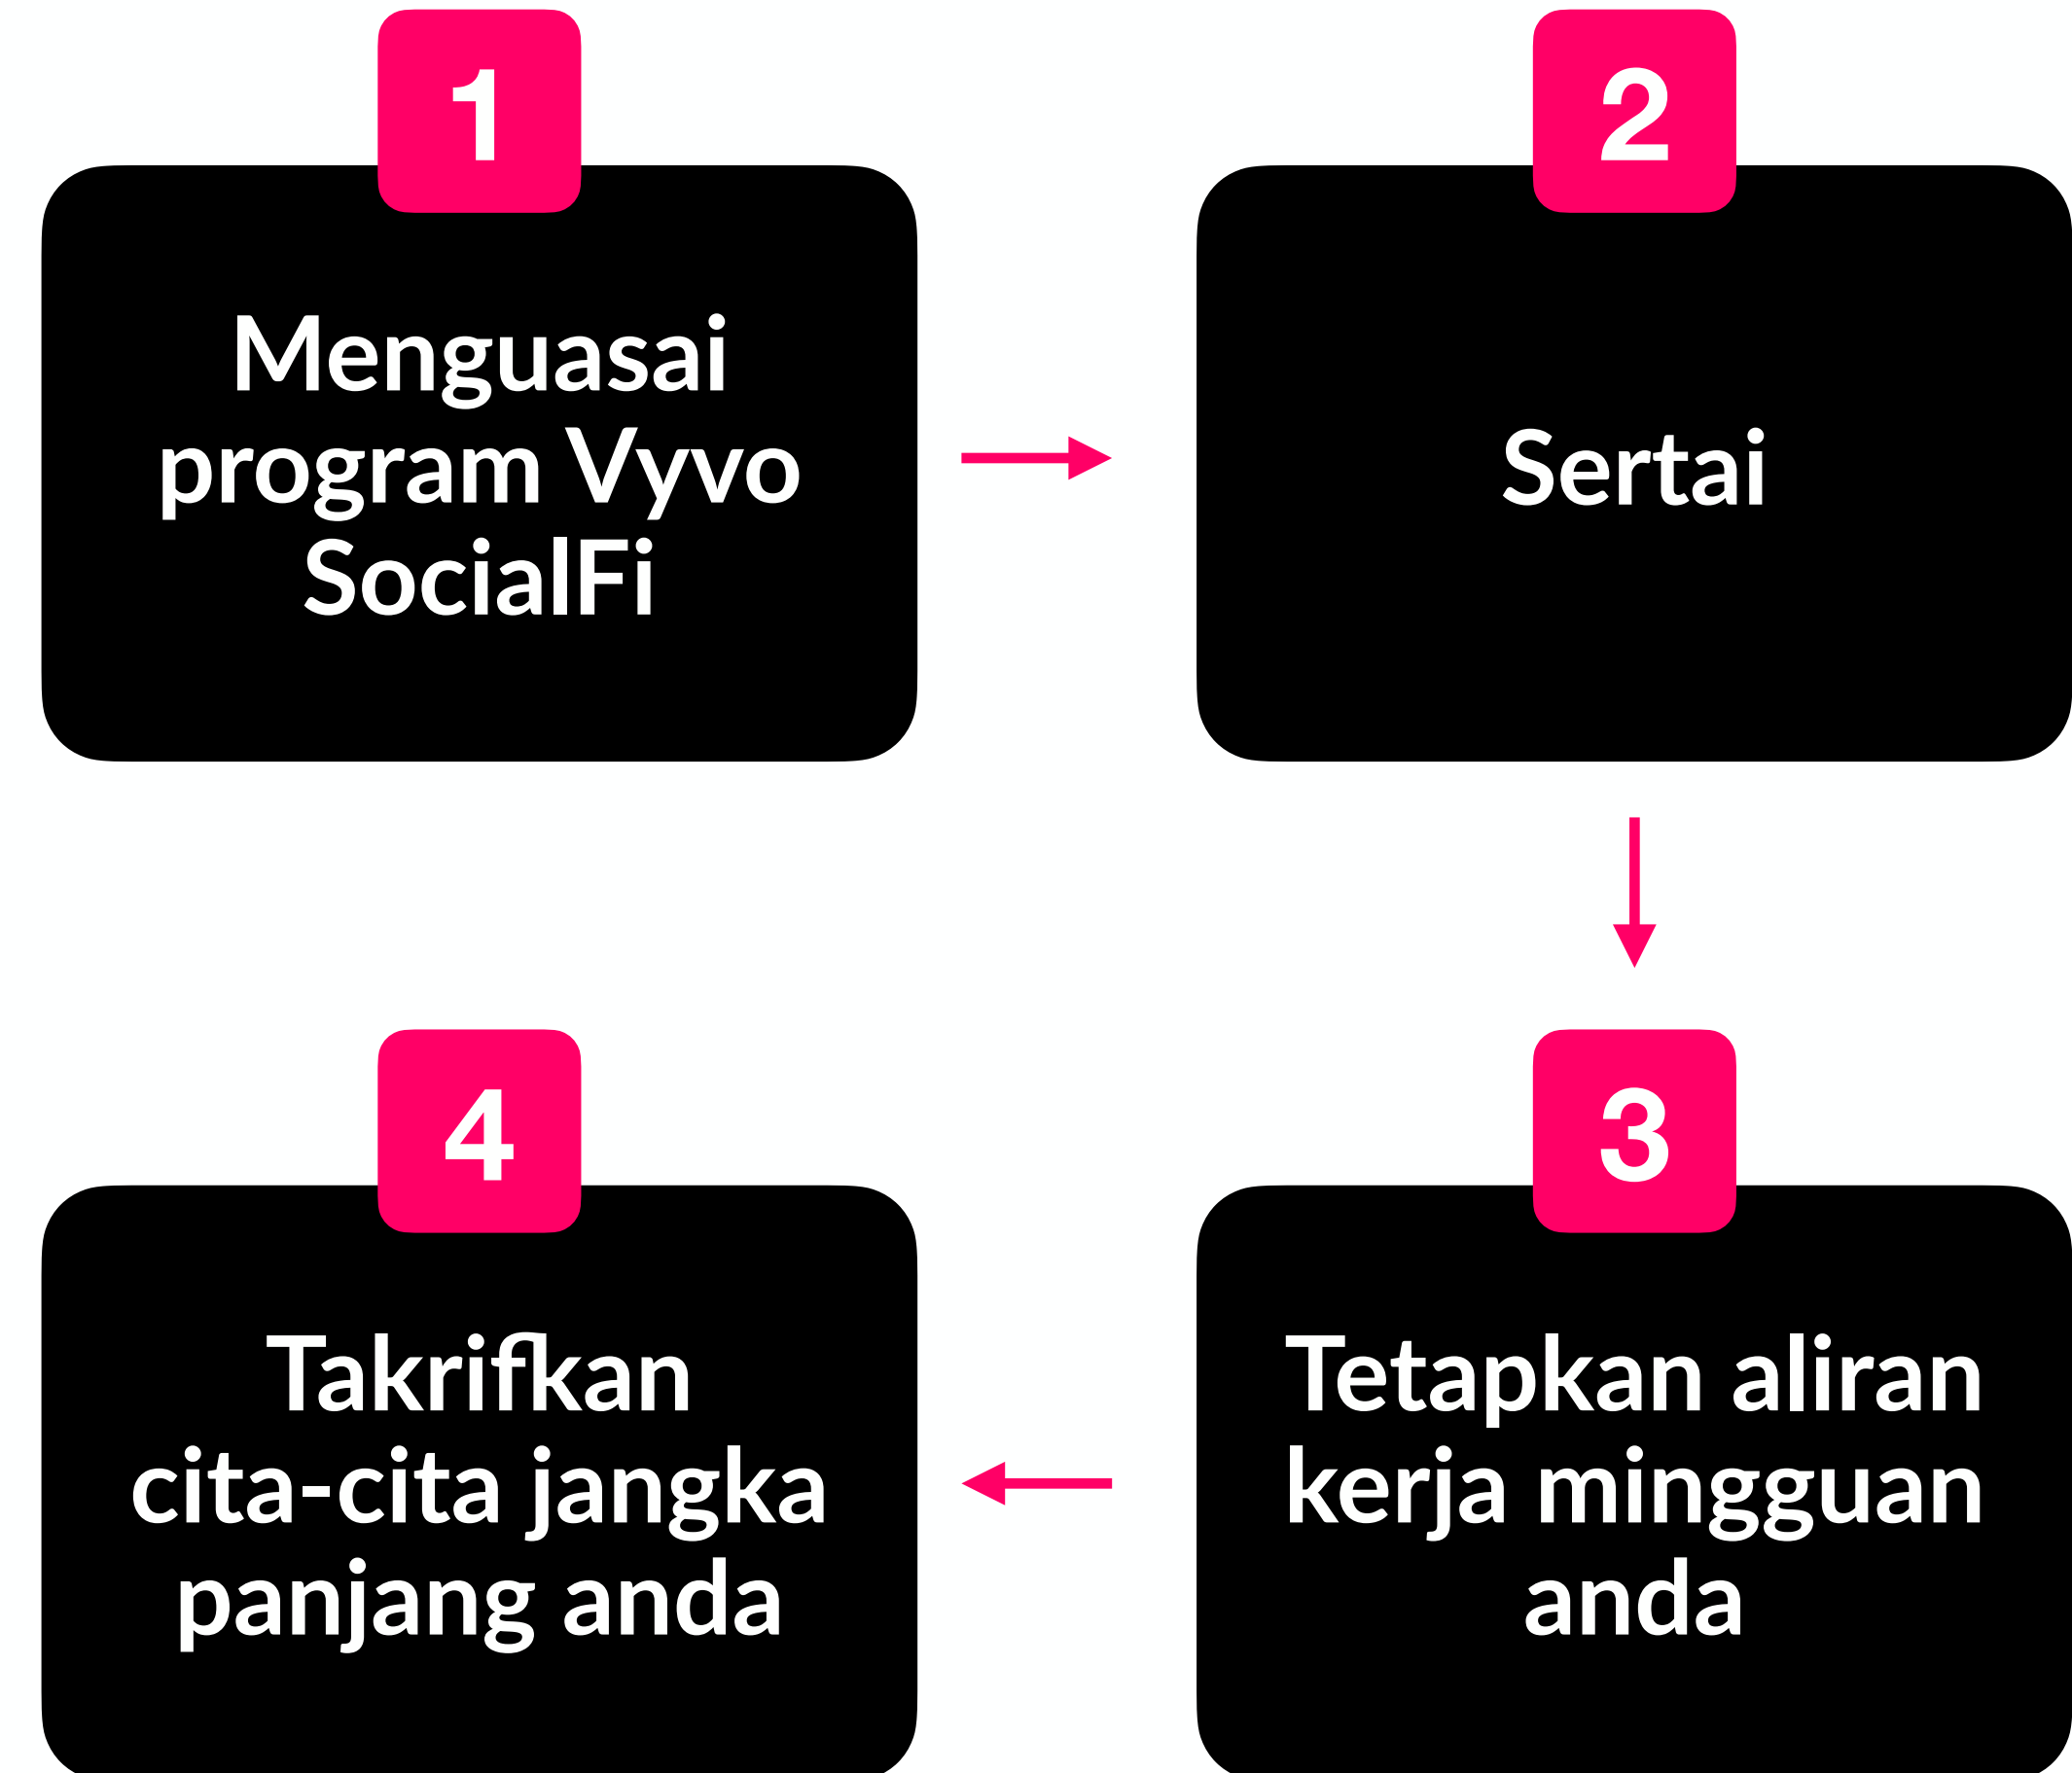 1
Menguasai
program Vyvo
SocialFi
2
Sertai
3
Tetapkan aliran
kerja mingguan
anda
4
Takrifkan
cita-cita jangka
panjang anda